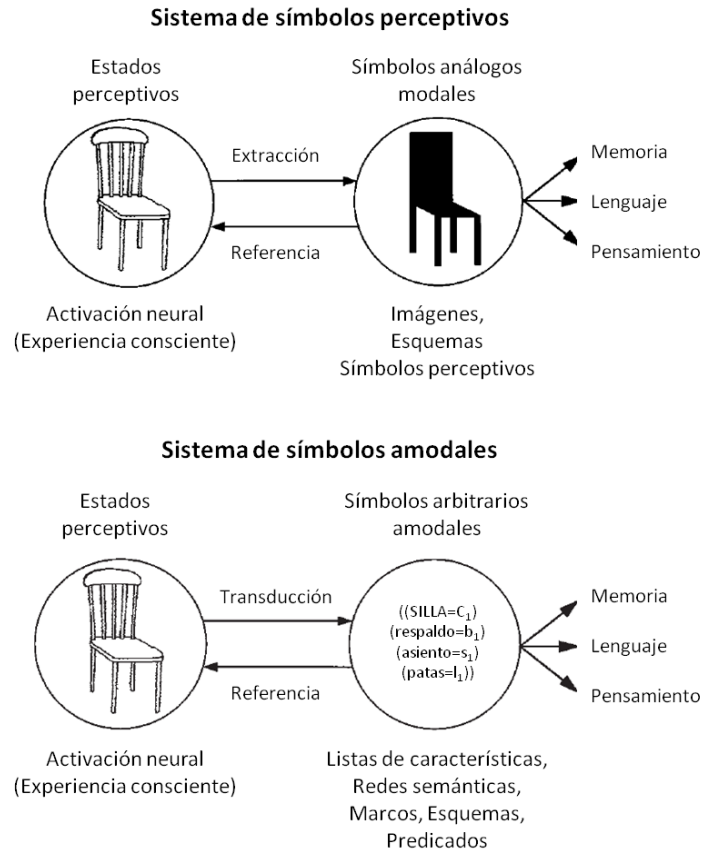 Sistema de símbolos perceptivos
Estados
perceptivos
Símbolos análogos
modales
Extracción
Referencia
Memoria
Lenguaje
Pensamiento
Activación neural
(Experiencia consciente)
Imágenes,
Esquemas
Símbolos perceptivos
Sistema de símbolos amodales
Estados
perceptivos
Símbolos arbitrarios
amodales
Transducción
Referencia
((SILLA=C₁)
(respaldo=b₁)
(asiento=s₁)
(patas=l₁))
Memoria
Lenguaje
Pensamiento
Activación neural
(Experiencia consciente)
Listas de característícas,
Redes semánticas,
Marcos, Esquemas,
Predicados